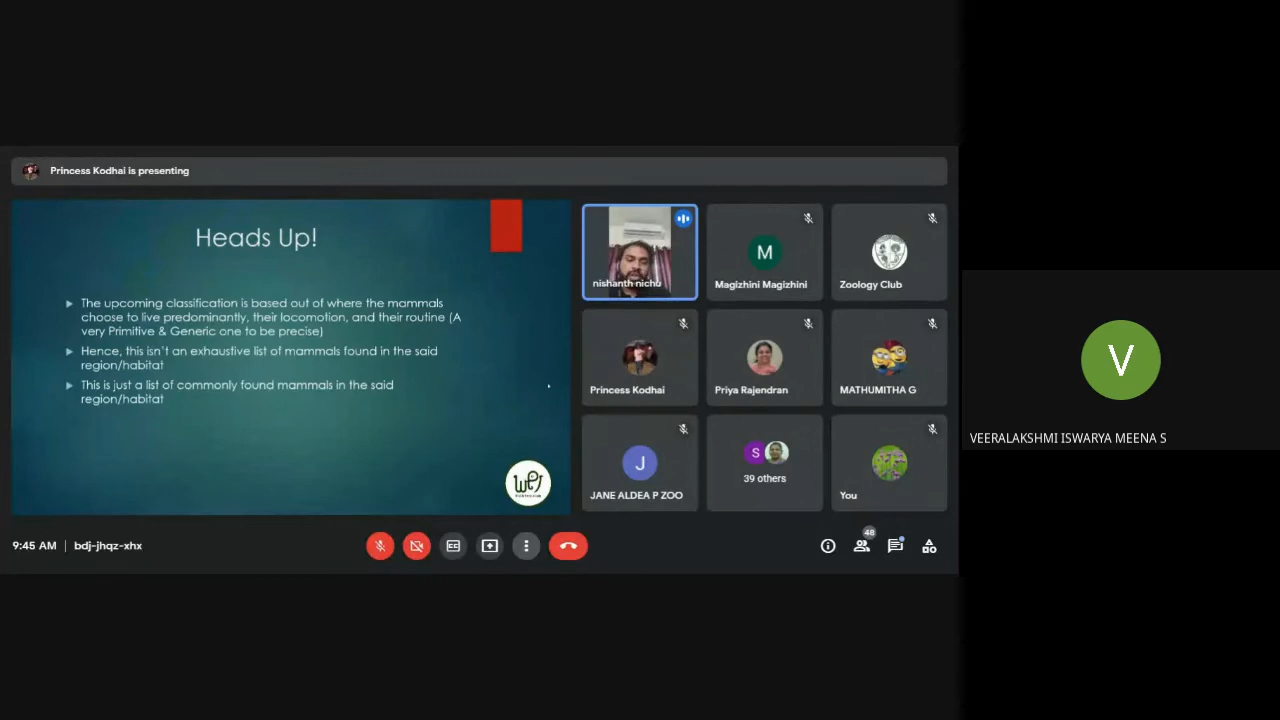 Princess Kodhai is presenting
Heads Up!
The upcoming classification is based out of where the mammals
choose to live predominantly, their locomotion, and their routine (A
very Primitive & Generic one to be precise)
Hence, this isn't an exhaustive list of mammals found in the said
region/habitat
This is just a list of commonly found mammals in the said
region/habitat
nishanth nichu
M
Magizhini Magizhini
Zoology Club
Princess Kodhai
Priya Rajendran
MATHUMITHA G
J
JANE ALDEA P ZOO
S
39 others
You
V
VEERALAKSHMI ISWARYA MEENA S
9:45 AM | bdj-jhqz-xhx
CC
48